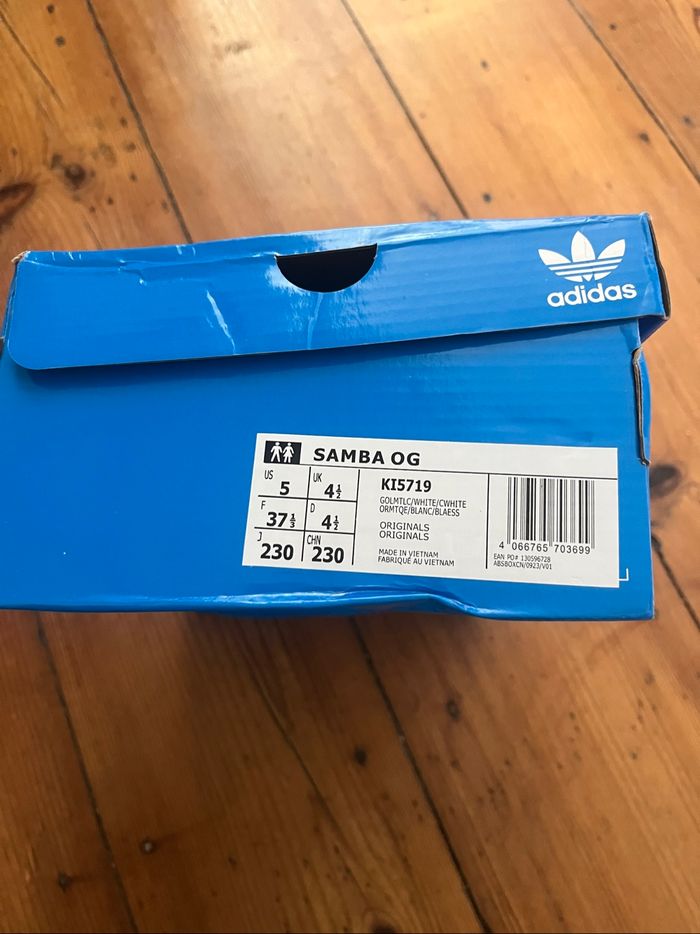 adidas
SAMBA OG
US 5 UK 4½
F 37⅓ D 4½
J 230 CHN 230
KI5719
GOLMTLC/WHITE/CWHITE
ORMTQE/BLANC/BLAESS
ORIGINALS
ORIGINALS
MADE IN VIETNAM
FABRIQUÉ AU VIETNAM
4 066765 703699
EAN PO# 130596728
ABSBOXCN/0923/V01